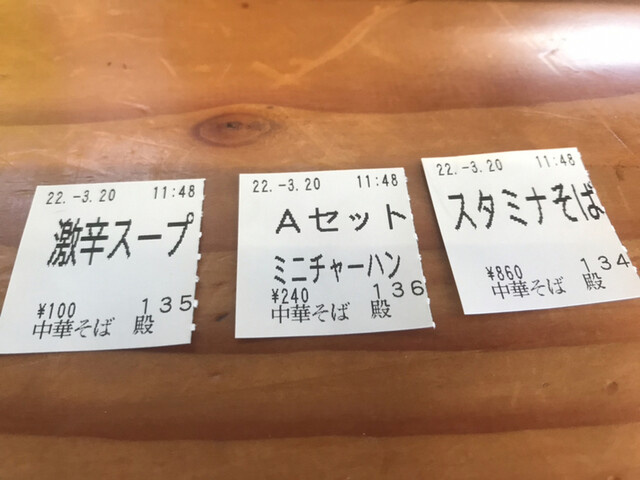 22.-3.20 11:48
激辛スープ
¥100 135
中華そば 殿
22.-3.20 11:48
Aセット
ミニチャーハン
¥240 136
中華そば 殿
22.-3.20 11:48
スタミナそば
¥860 134
中華そば 殿